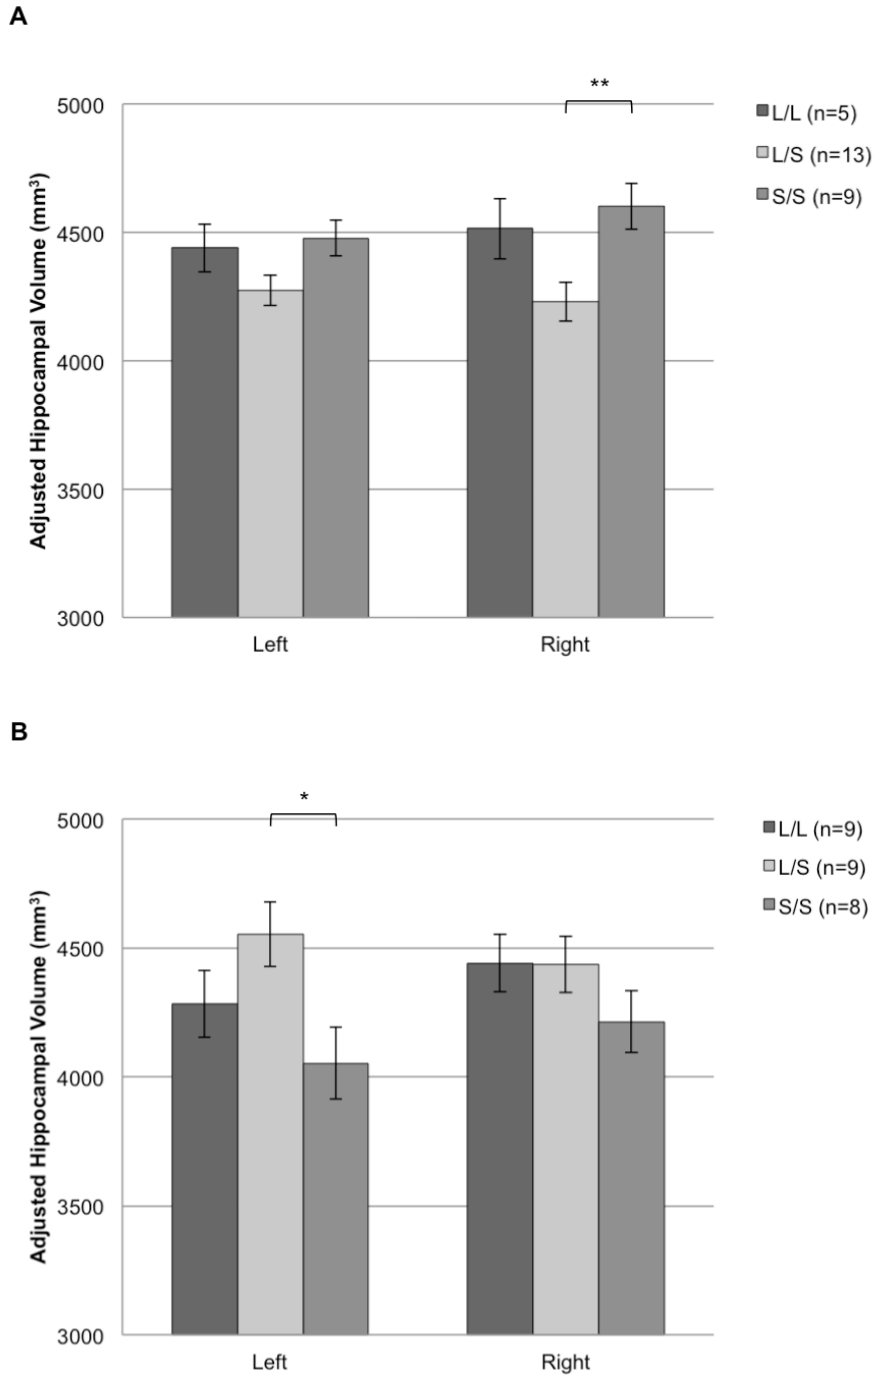 A
**
5000
4500
4000
3500
3000
Adjusted Hippocampal Volume (mm³)
Left
Right
L/L (n=5)
L/S (n=13)
S/S (n=9)
B
*
5000
4500
4000
3500
3000
Adjusted Hippocampal Volume (mm³)
Left
Right
L/L (n=9)
L/S (n=9)
S/S (n=8)